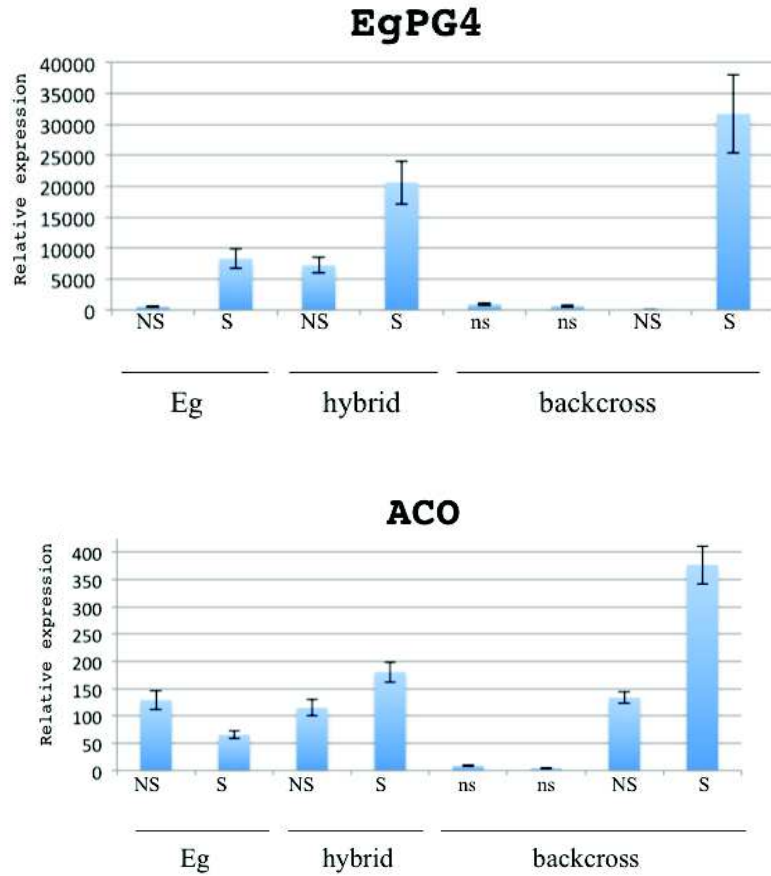 EgPG4
40000
35000
30000
25000
20000
15000
10000
5000
0
Relative expression
NS S NS S ns ns NS S
Eg hybrid backcross
ACO
400
350
300
250
200
150
100
50
0
Relative expression
NS S NS S ns ns NS S
Eg hybrid backcross